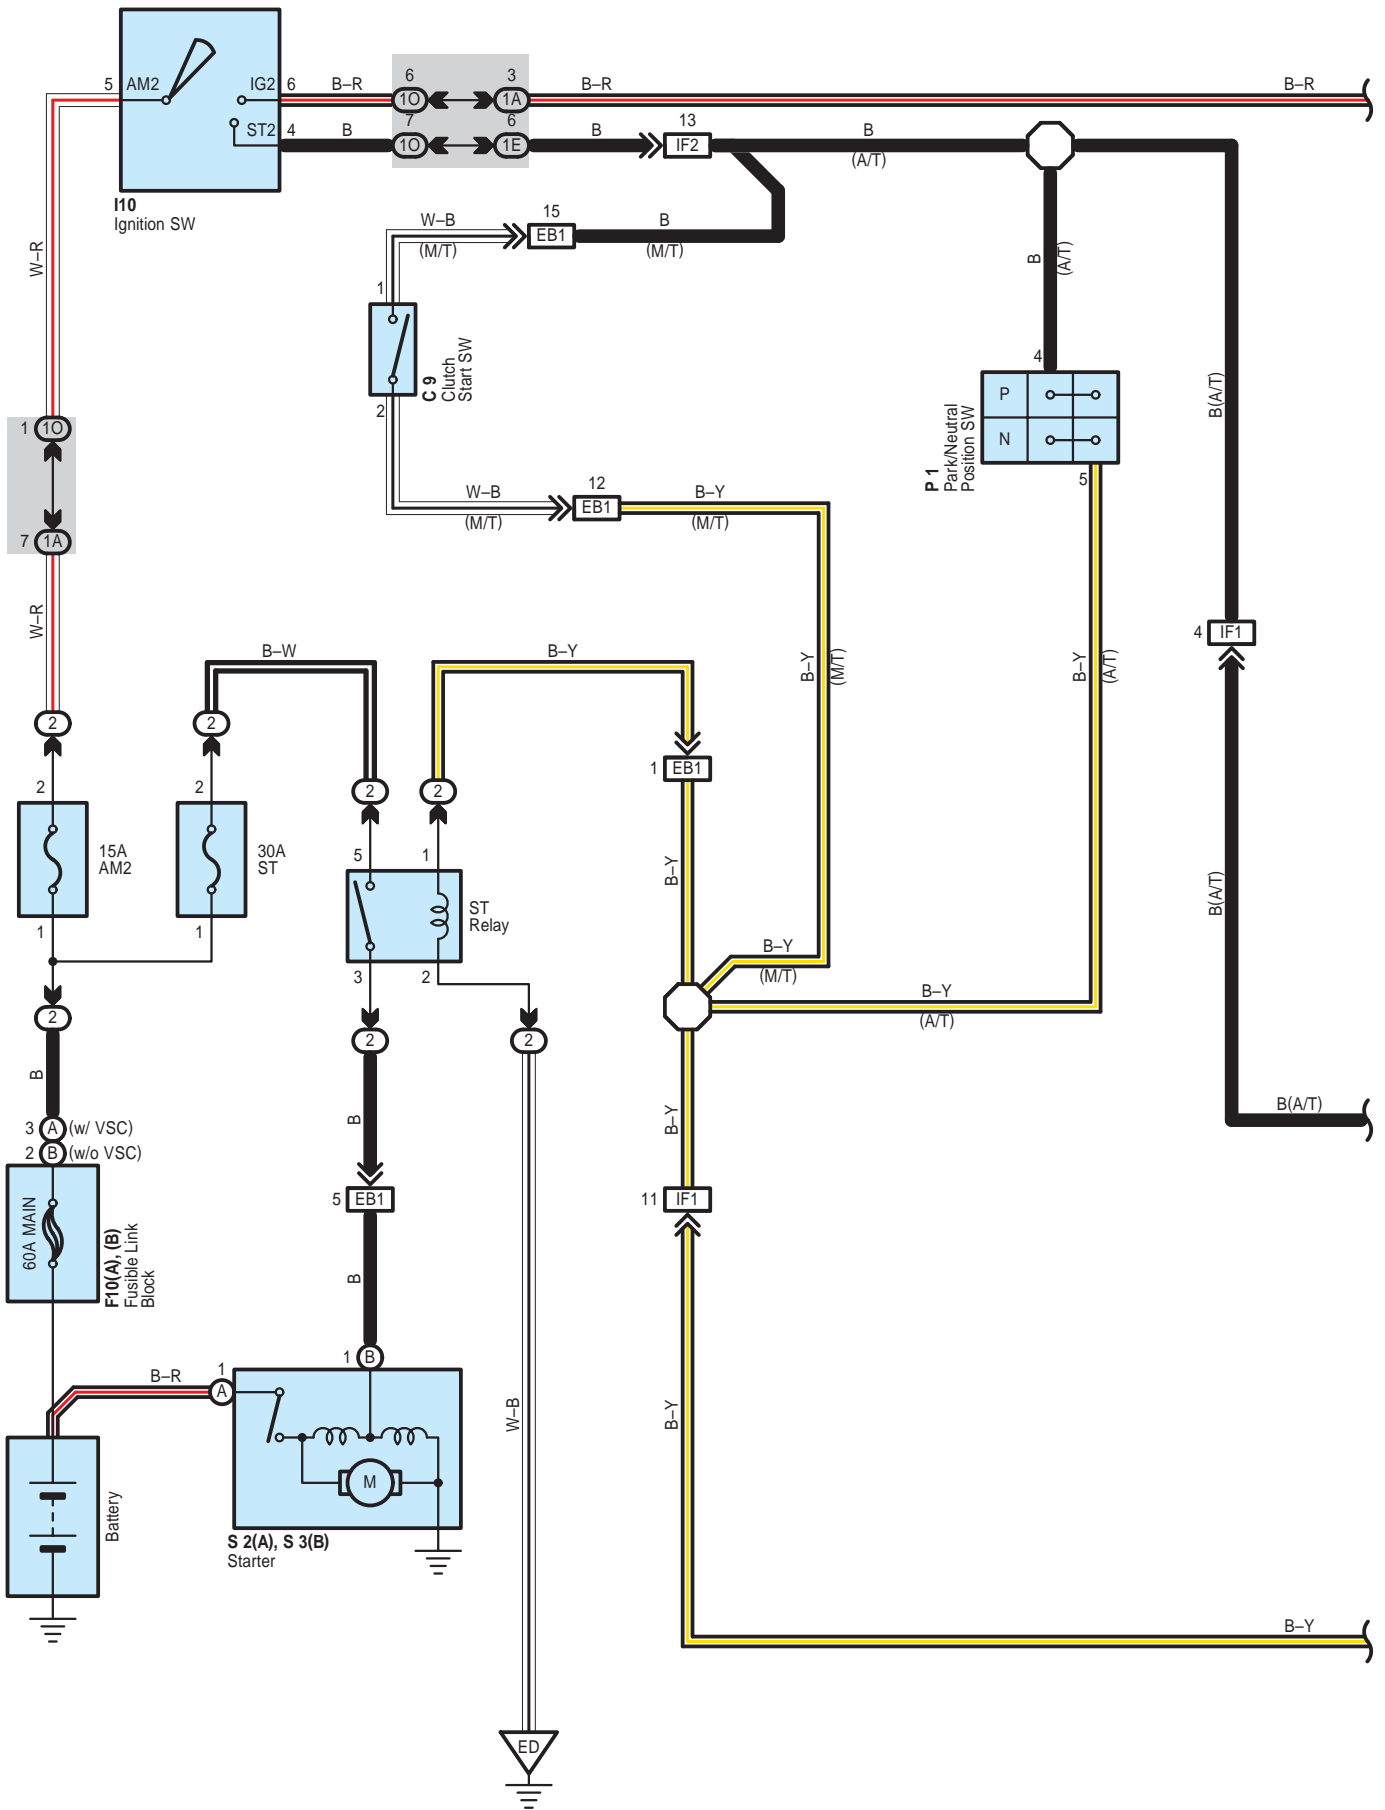 5
AM2
IG2
6
B–R
6
1O
3
1A
B–R
B–R
ST2
4
B
7
1O
6
1E
B
13
IF2
B
(A/T)
I10
Ignition SW
W–R
W–B
(M/T)
15
EB1
B
(M/T)
B
(A/T)
1
C 9
Clutch
Start SW
2
4
P
N
P 1
Park/Neutral
Position SW
5
B(A/T)
1
1O
7
1A
W–B
(M/T)
12
EB1
B–Y
(M/T)
W–R
B–W
B–Y
B–Y
(M/T)
B–Y
(A/T)
4
IF1
2
2
2
2
1
EB1
2
15A
AM2
1
2
30A
ST
1
5
1
ST
Relay
3
2
B–Y
B(A/T)
B–Y
(M/T)
B–Y
(A/T)
2
2
2
B
3
A
(w/ VSC)
2
B
(w/o VSC)
B
B–Y
B(A/T)
60A MAIN
F10(A), (B)
Fusible Link
Block
5
EB1
11
IF1
B
1
B
B–R
1
A
M
S 2(A), S 3(B)
Starter
Battery
W–B
B–Y
B–Y
ED